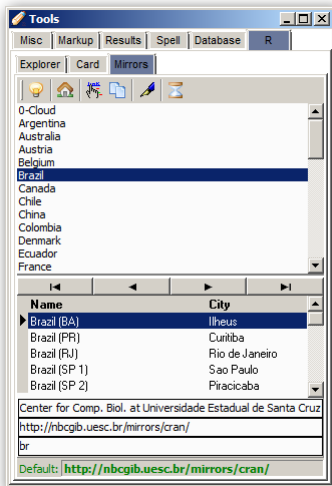 Tools
Misc Markup Results Spell Database R
Explorer Card Mirrors
0-Cloud
Argentina
Australia
Austria
Belgium
Brazil
Canada
Chile
China
Colombia
Denmark
Ecuador
France
Name City
Brazil (BA) Ilheus
Brazil (PR) Curitiba
Brazil (RJ) Rio de Janeiro
Brazil (SP 1) Sao Paulo
Brazil (SP 2) Piracicaba
Center for Comp. Biol. at Universidade Estadual de Santa Cruz
http://nbcgib.uesc.br/mirrors/cran/
br
Default: http://nbcgib.uesc.br/mirrors/cran/